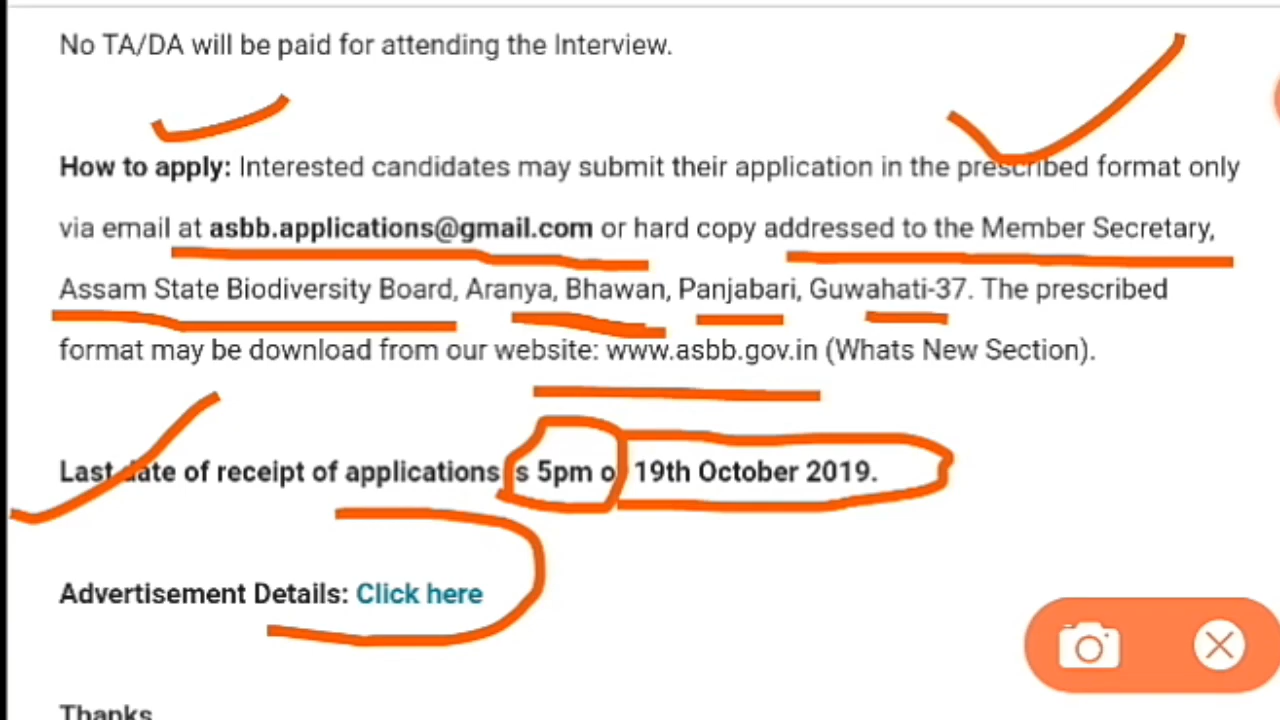 No TA/DA will be paid for attending the Interview.
How to apply: Interested candidates may submit their application in the prescribed format only
via email at asbb.applications@gmail.com or hard copy addressed to the Member Secretary,
Assam State Biodiversity Board, Aranya, Bhawan, Panjabari, Guwahati-37. The prescribed
format may be download from our website: www.asbb.gov.in (Whats New Section).
Last date of receipt of applications is 5pm on 19th October 2019.
Advertisement Details: Click here
Thanks